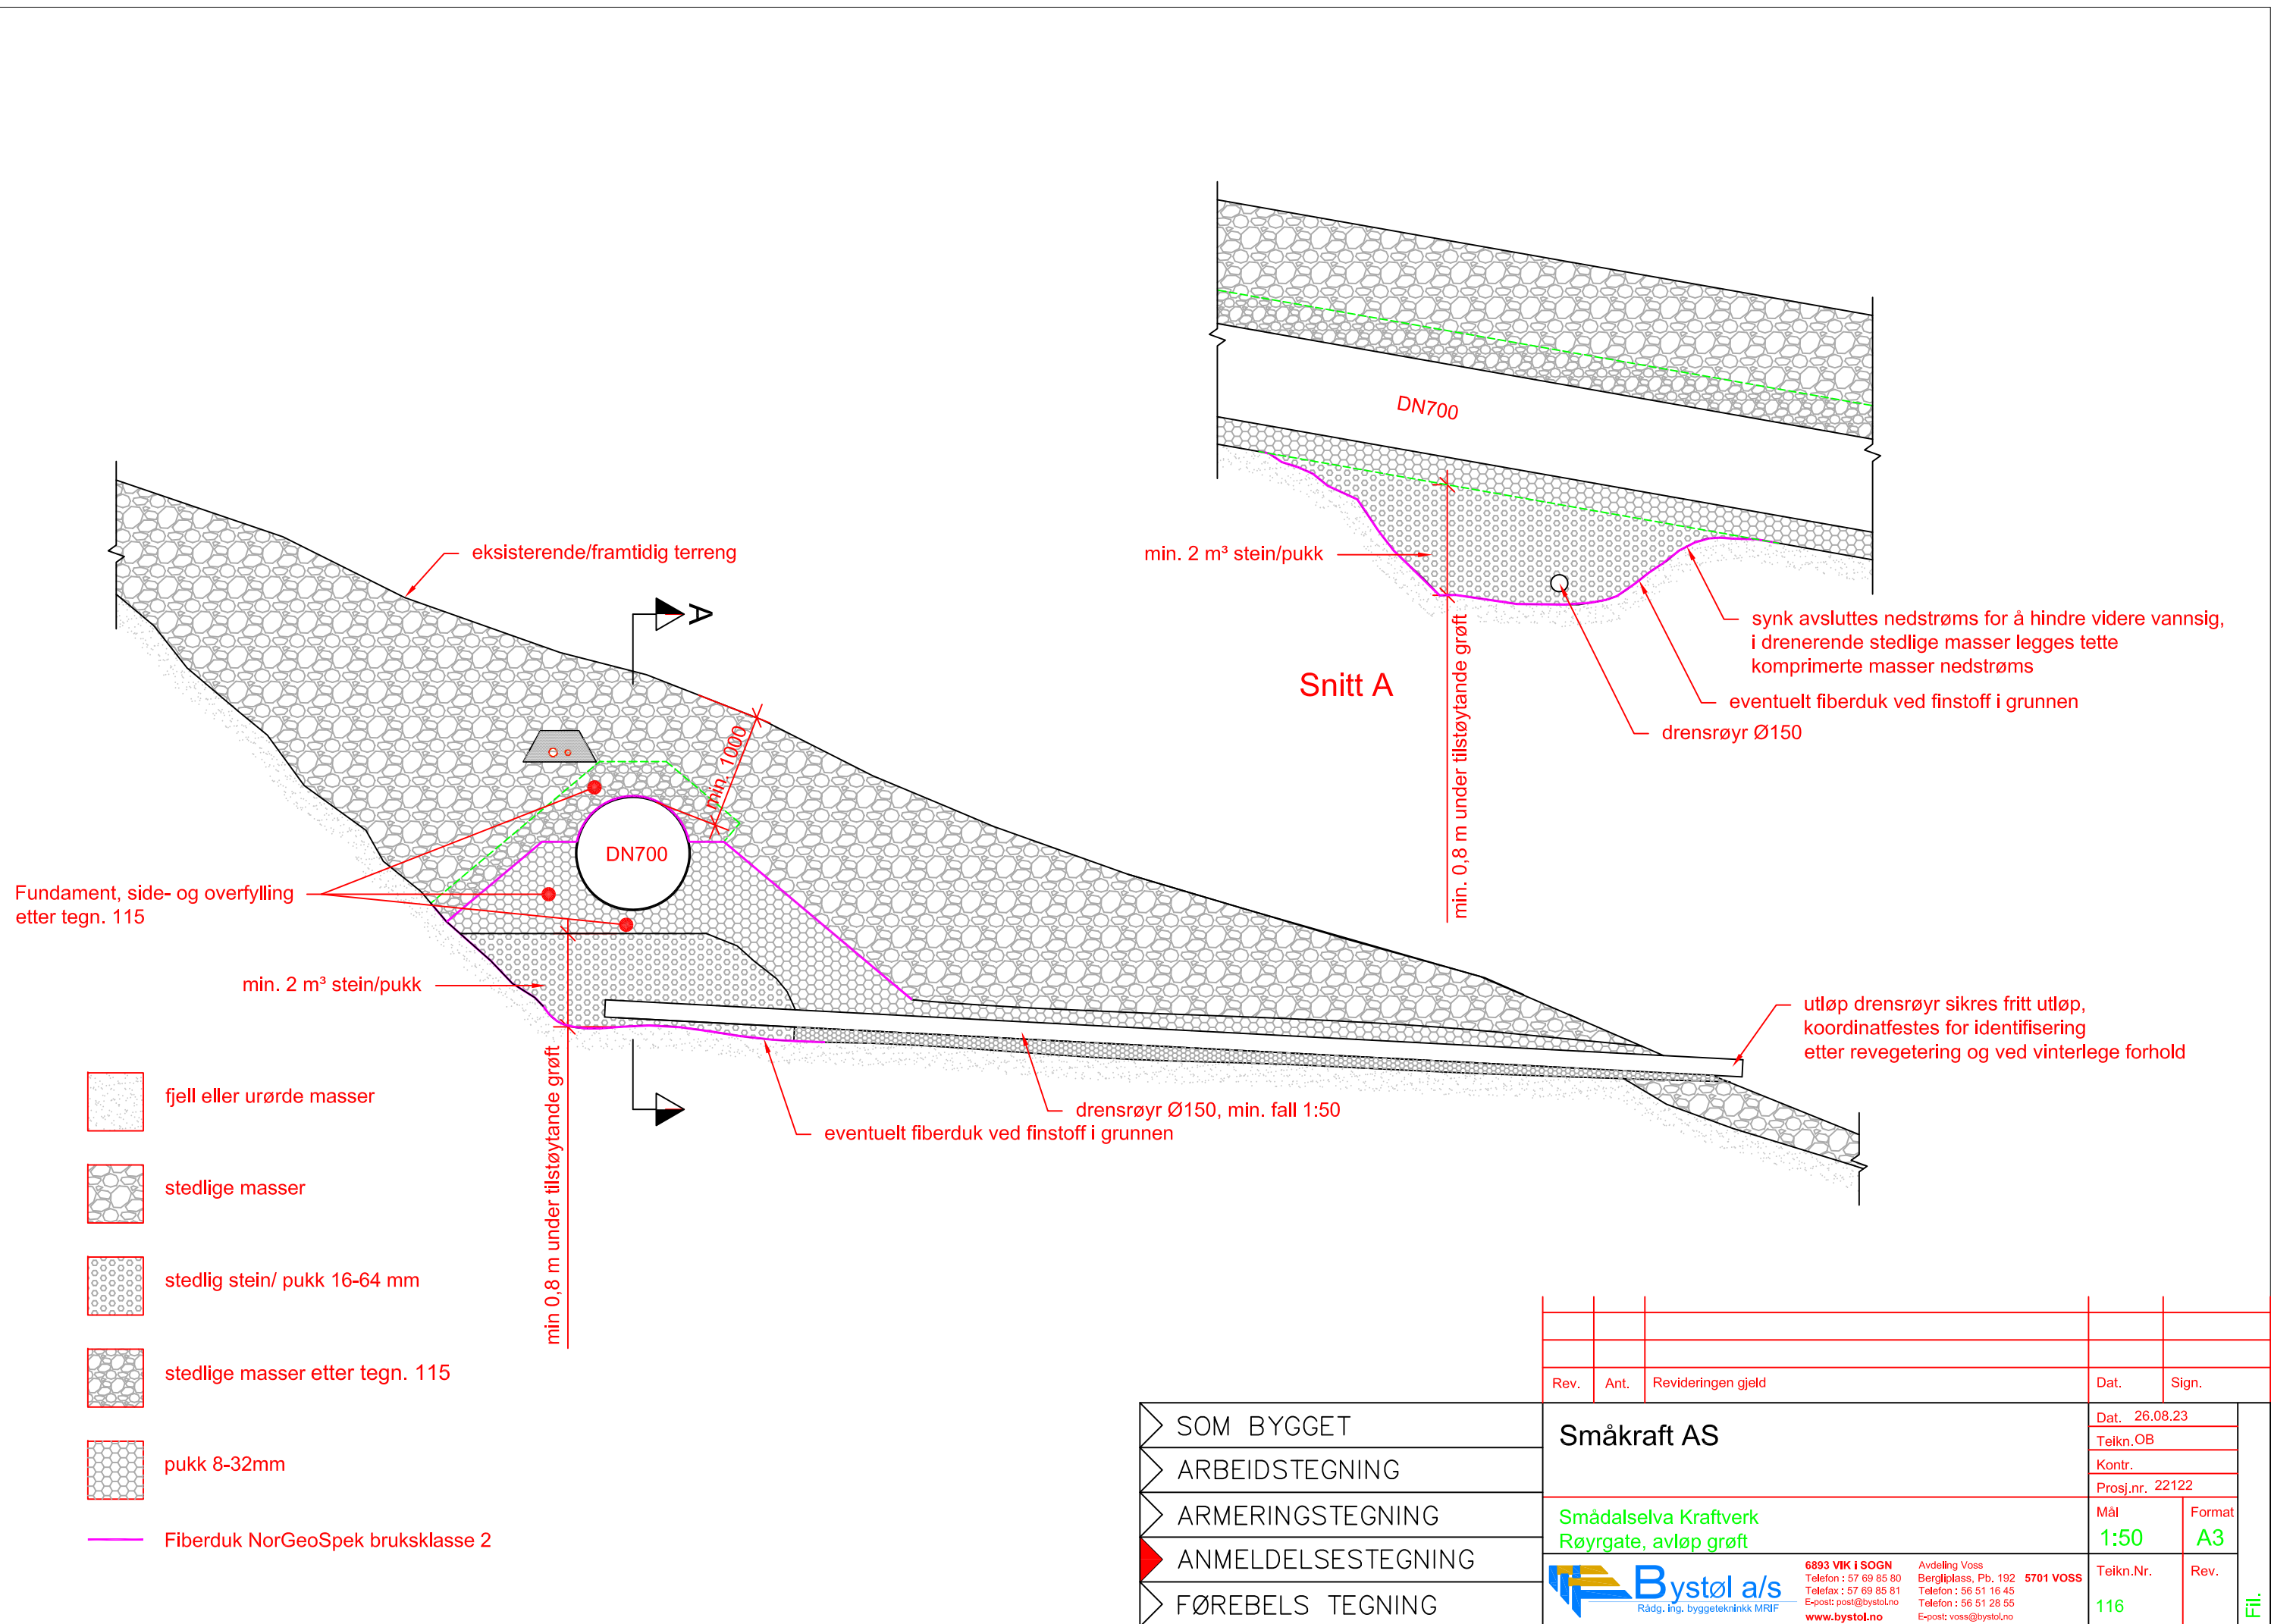 DN700
min. 2 m³ stein/pukk
min. 0,8 m under tilstøytande grøft
Snitt A
synk avsluttes nedstrøms for å hindre videre vannsig,
i drenerende stedlige masser legges tette
komprimerte masser nedstrøms
eventuelt fiberduk ved finstoff i grunnen
drensrøyr Ø150
eksisterende/framtidig terreng
A
min. 1000
DN700
Fundament, side- og overfylling
etter tegn. 115
min. 2 m³ stein/pukk
min 0,8 m under tilstøytande grøft
utløp drensrøyr sikres fritt utløp,
koordinatfestes for identifisering
etter revegetering og ved vinterlege forhold
drensrøyr Ø150, min. fall 1:50
eventuelt fiberduk ved finstoff i grunnen
fjell eller urørde masser
stedlige masser
stedlig stein/ pukk 16-64 mm
stedlige masser etter tegn. 115
pukk 8-32mm
Fiberduk NorGeoSpek bruksklasse 2
Rev. Ant. Revideringen gjeld Dat. Sign.
SOM BYGGET
ARBEIDSTEGNING
ARMERINGSTEGNING
ANMELDELSESTEGNING
FØREBELS TEGNING
Småkraft AS
Dat. 26.08.23
Teikn. OB
Kontr.
Prosj.nr. 22122
Smådalselva Kraftverk
Røyrgate, avløp grøft
Mål
1:50
Format
A3
Bystøl a/s
Rådg. ing. byggetekninkk MRIF
6893 VIK i SOGN
Telefon : 57 69 85 80
Telefax : 57 69 85 81
E-post: post@bystol.no
www.bystol.no
Avdeling Voss
Bergliplass, Pb. 192 5701 VOSS
Telefon : 56 51 16 45
Telefon : 56 51 28 55
E-post: voss@bystol.no
Teikn.Nr.
116
Rev.
Fil.